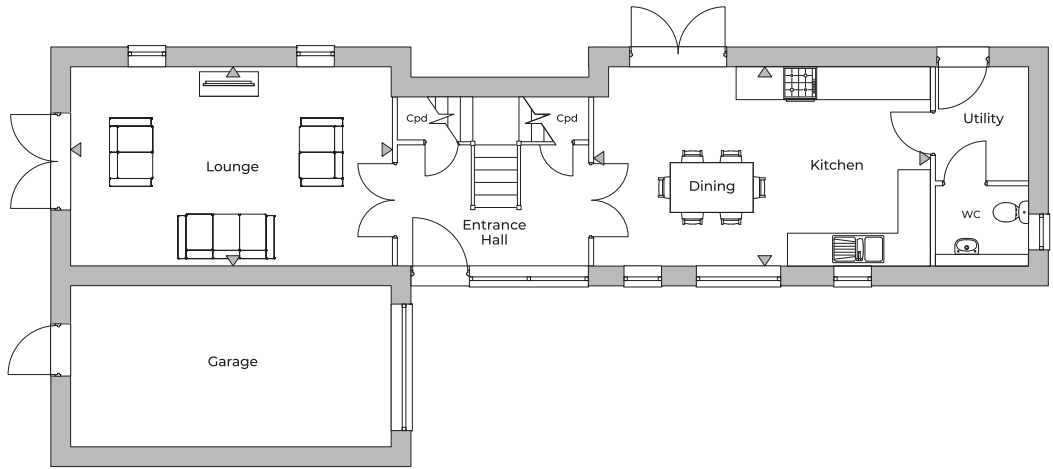 Cpd
Cpd
Utility
Lounge
Kitchen
Dining
WC
Entrance
Hall
Garage